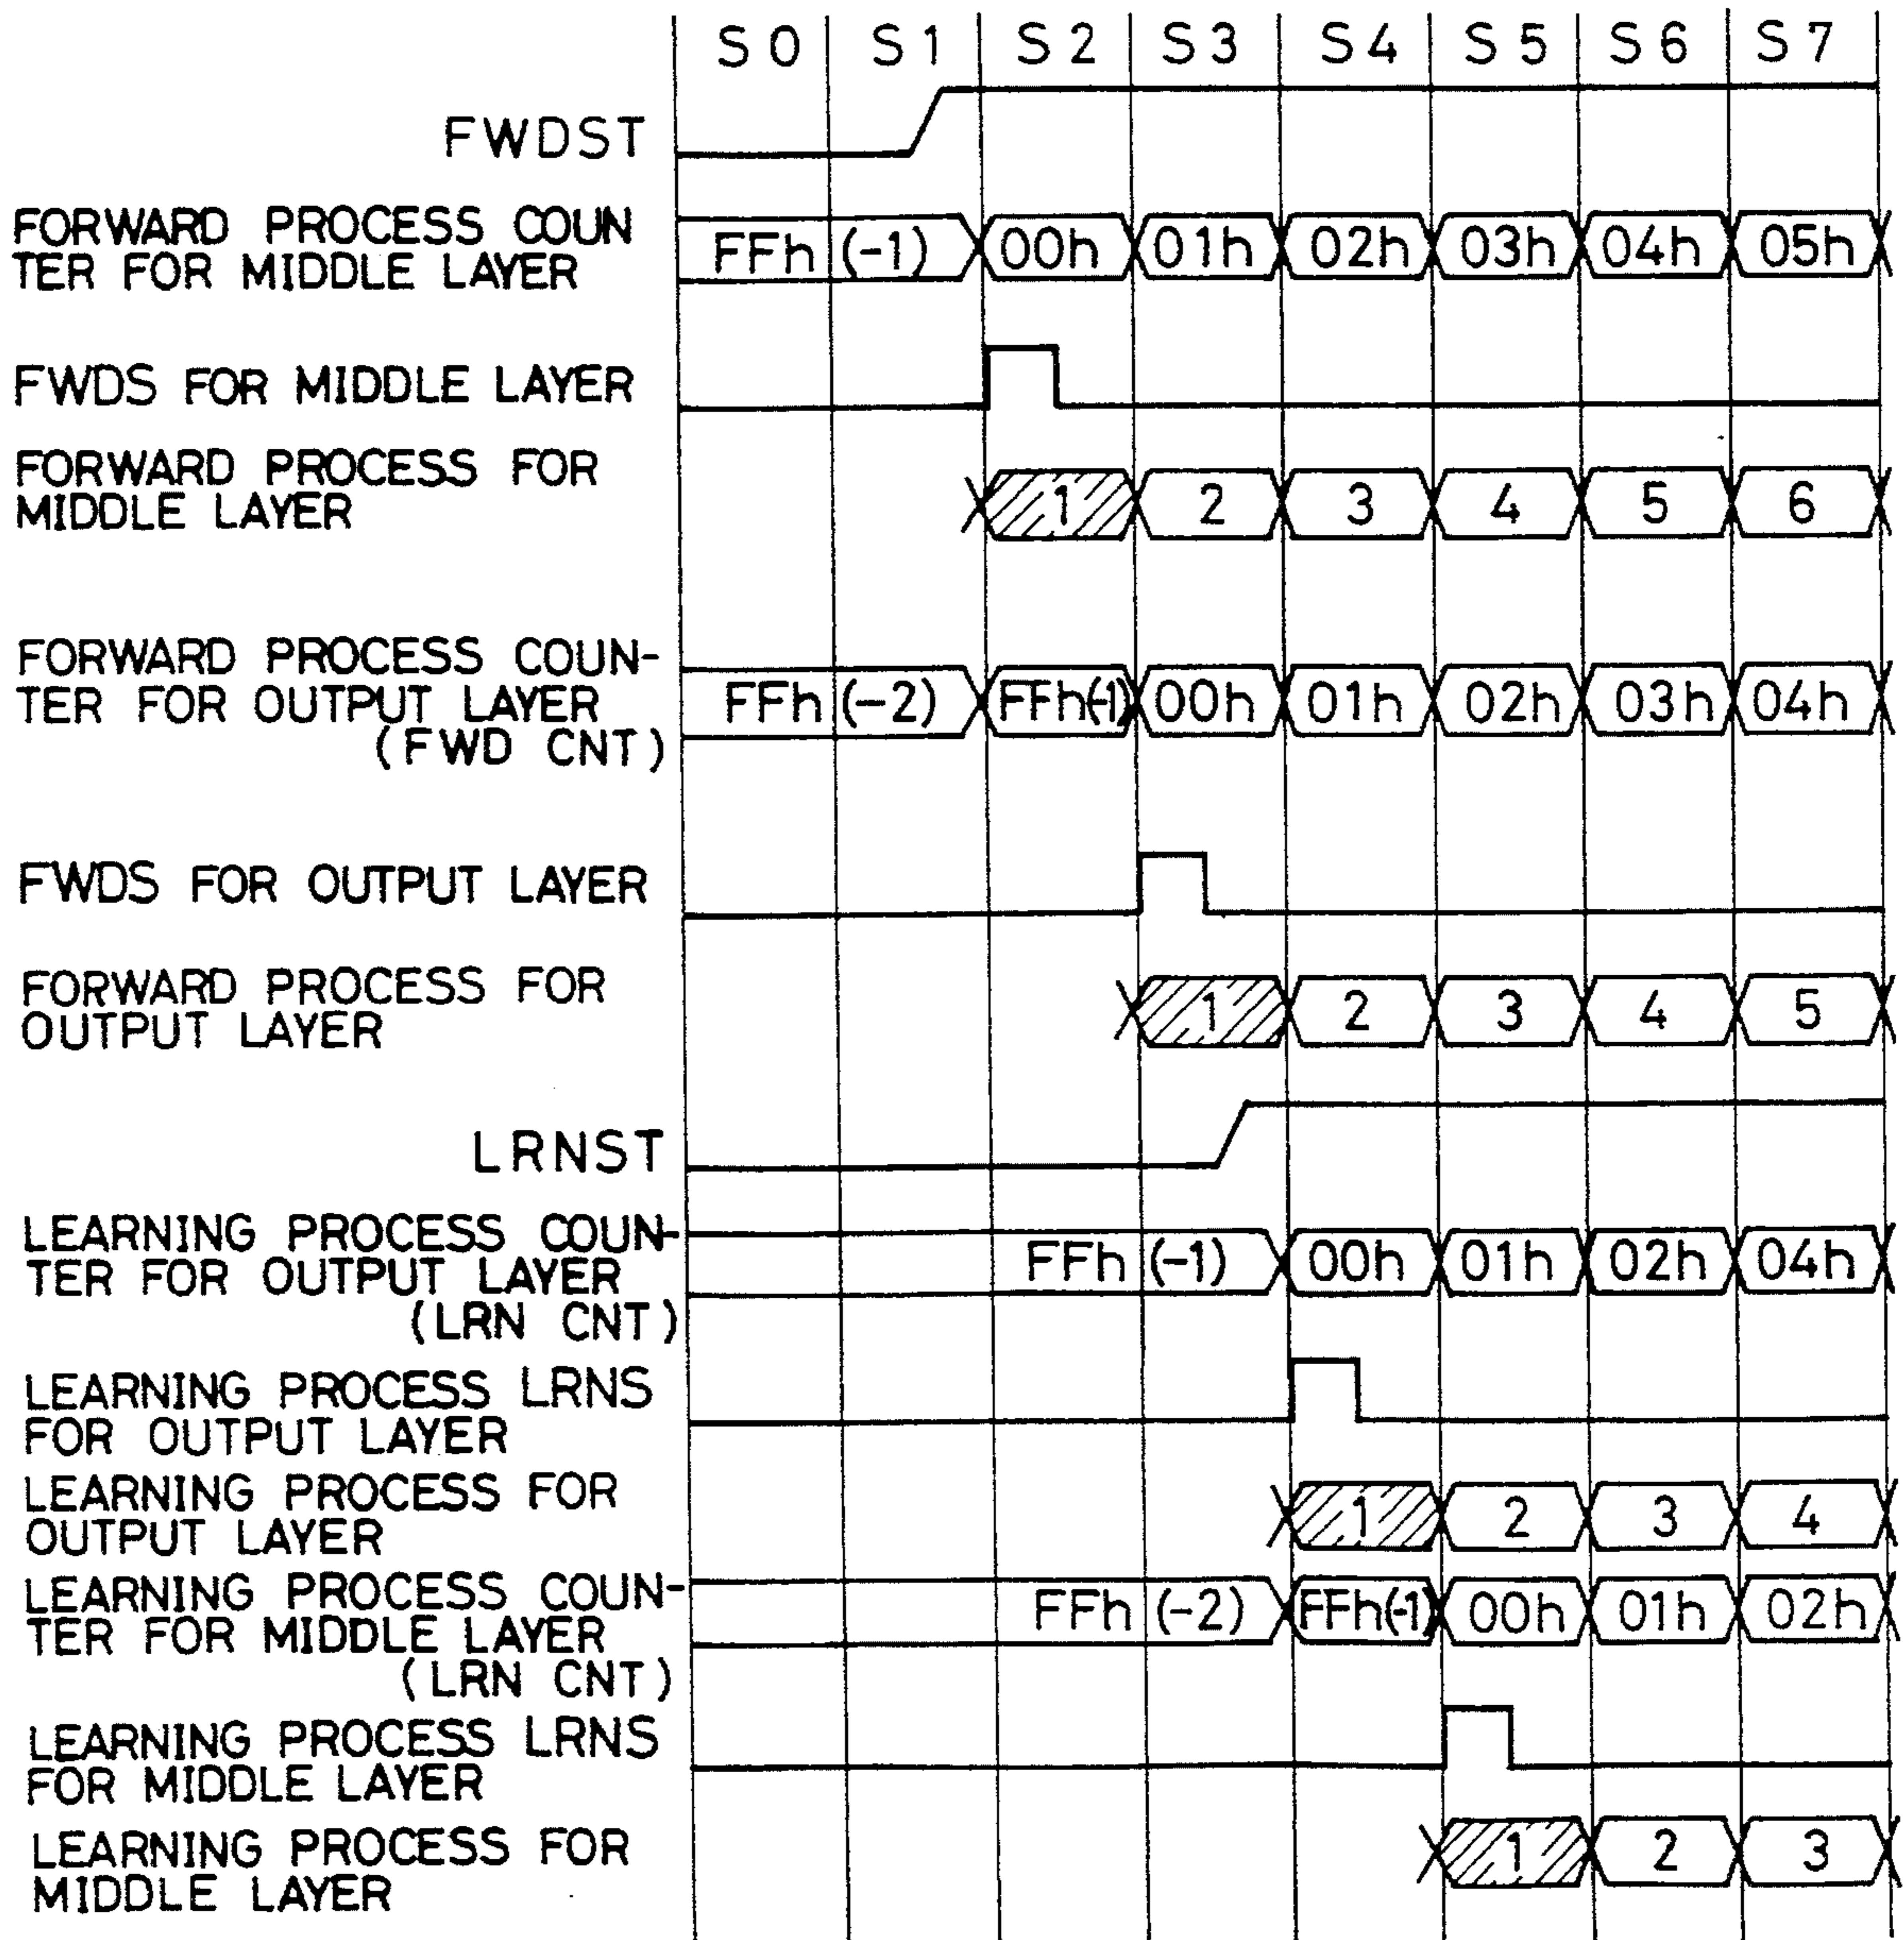 S0 S1 S2 S3 S4 S5 S6 S7
FWDST
FORWARD PROCESS COUN
TER FOR MIDDLE LAYER
FFh (-1) 00h 01h 02h 03h 04h 05h
FWDS FOR MIDDLE LAYER
FORWARD PROCESS FOR
MIDDLE LAYER
1 2 3 4 5 6
FORWARD PROCESS COUN-
TER FOR OUTPUT LAYER
(FWD CNT)
FFh (-2) FFh(-1) 00h 01h 02h 03h 04h
FWDS FOR OUTPUT LAYER
FORWARD PROCESS FOR
OUTPUT LAYER
1 2 3 4 5
LRNST
LEARNING PROCESS COUN-
TER FOR OUTPUT LAYER
(LRN CNT)
FFh (-1) 00h 01h 02h 04h
LEARNING PROCESS LRNS
FOR OUTPUT LAYER
LEARNING PROCESS FOR
OUTPUT LAYER
1 2 3 4
LEARNING PROCESS COUN-
TER FOR MIDDLE LAYER
(LRN CNT)
FFh (-2) FFh(-1) 00h 01h 02h
LEARNING PROCESS LRNS
FOR MIDDLE LAYER
LEARNING PROCESS FOR
MIDDLE LAYER
1 2 3